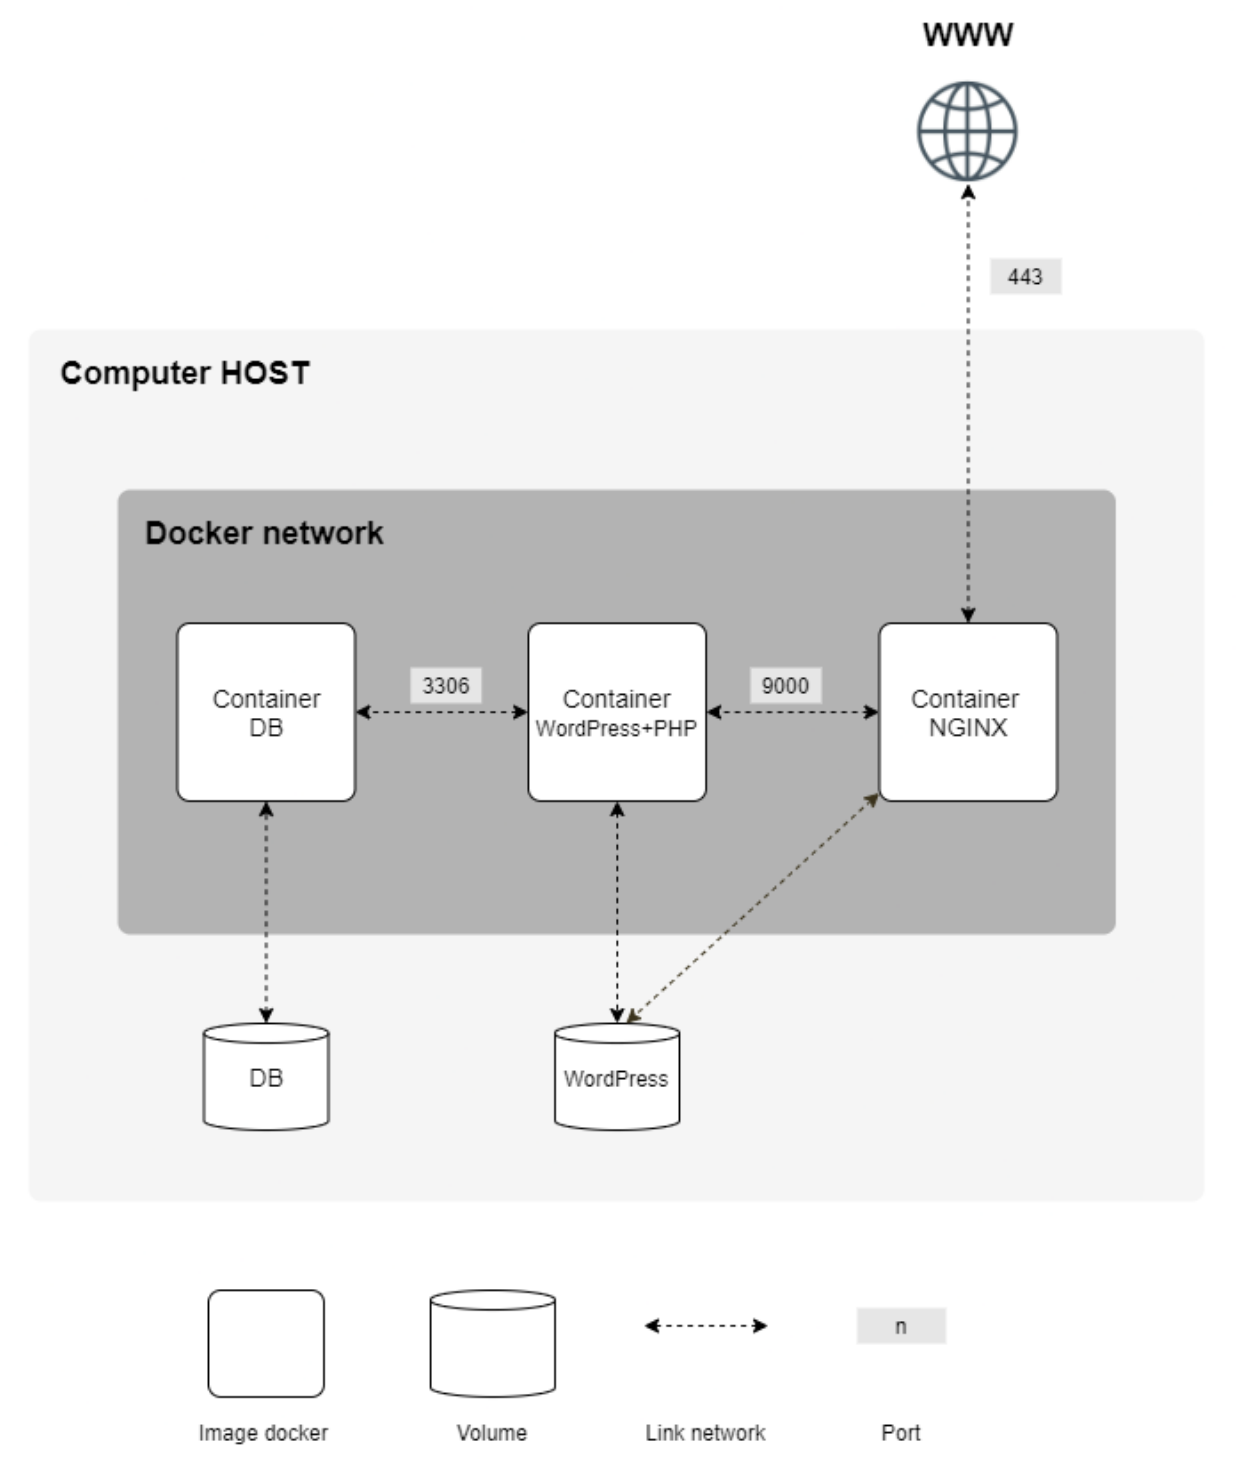 WWW
443
Computer HOST
Docker network
Container
DB
3306
Container
WordPress+PHP
9000
Container
NGINX
DB
WordPress
n
Image docker
Volume
Link network
Port